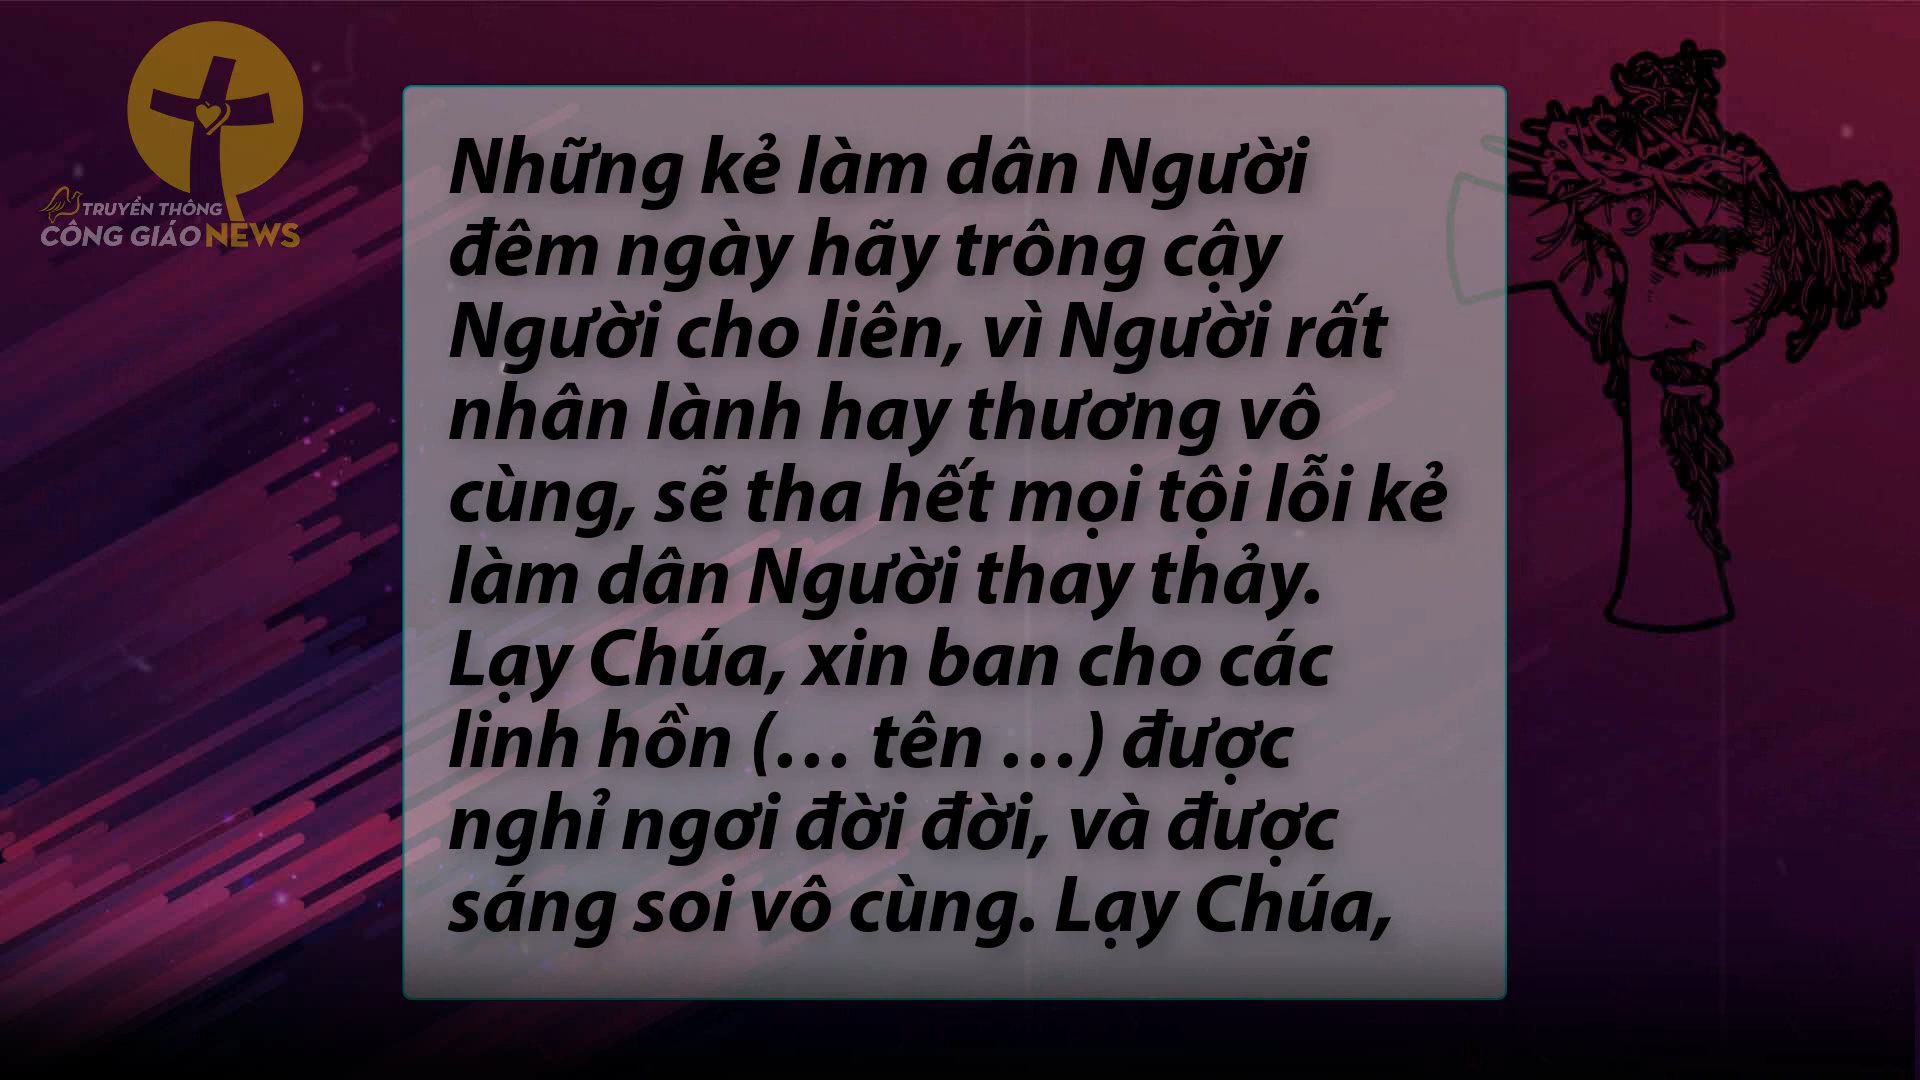 TRUYỀN THÔNG
CÔNG GIÁO NEWS
Những kẻ làm dân Người
đêm ngày hãy trông cậy
Người cho liên, vì Người rất
nhân lành hay thương vô
cùng, sẽ tha hết mọi tội lỗi kẻ
làm dân Người thay thảy.
Lạy Chúa, xin ban cho các
linh hồn (… tên …) được
nghỉ ngơi đời đời, và được
sáng soi vô cùng. Lạy Chúa,